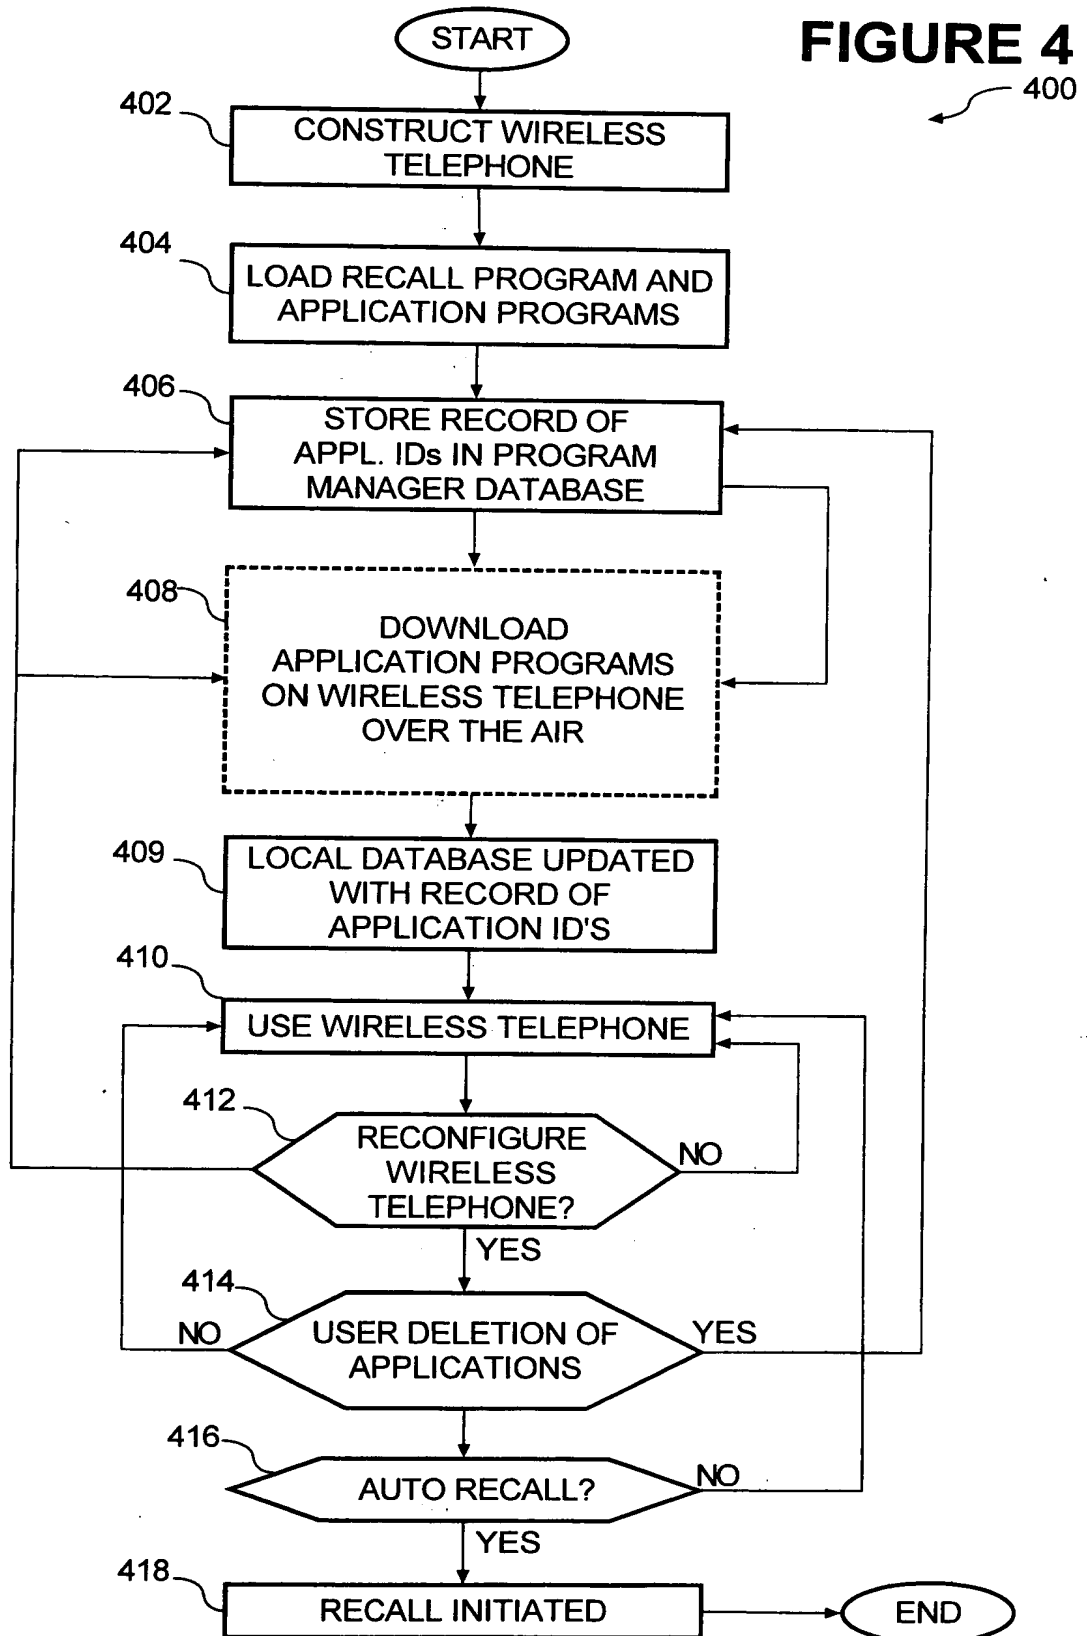 FIGURE 4
400
START
402
CONSTRUCT WIRELESS
TELEPHONE
404
LOAD RECALL PROGRAM AND
APPLICATION PROGRAMS
406
STORE RECORD OF
APPL. IDs IN PROGRAM
MANAGER DATABASE
408
DOWNLOAD
APPLICATION PROGRAMS
ON WIRELESS TELEPHONE
OVER THE AIR
409
LOCAL DATABASE UPDATED
WITH RECORD OF
APPLICATION ID'S
410
USE WIRELESS TELEPHONE
412
RECONFIGURE
WIRELESS
TELEPHONE?
NO
YES
414
NO
USER DELETION OF
APPLICATIONS
YES
416
AUTO RECALL?
NO
YES
418
RECALL INITIATED
END